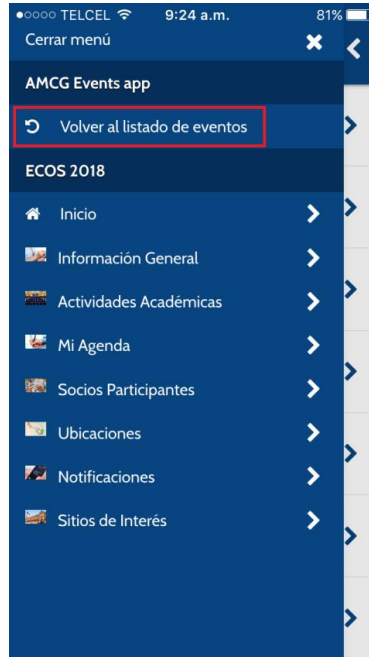 TELCEL 9:24 a.m. 81%
Cerrar menú
AMCG Events app
Volver al listado de eventos
ECOS 2018
Inicio
Información General
Actividades Académicas
Mi Agenda
Socios Participantes
Ubicaciones
Notificaciones
Sitios de Interés